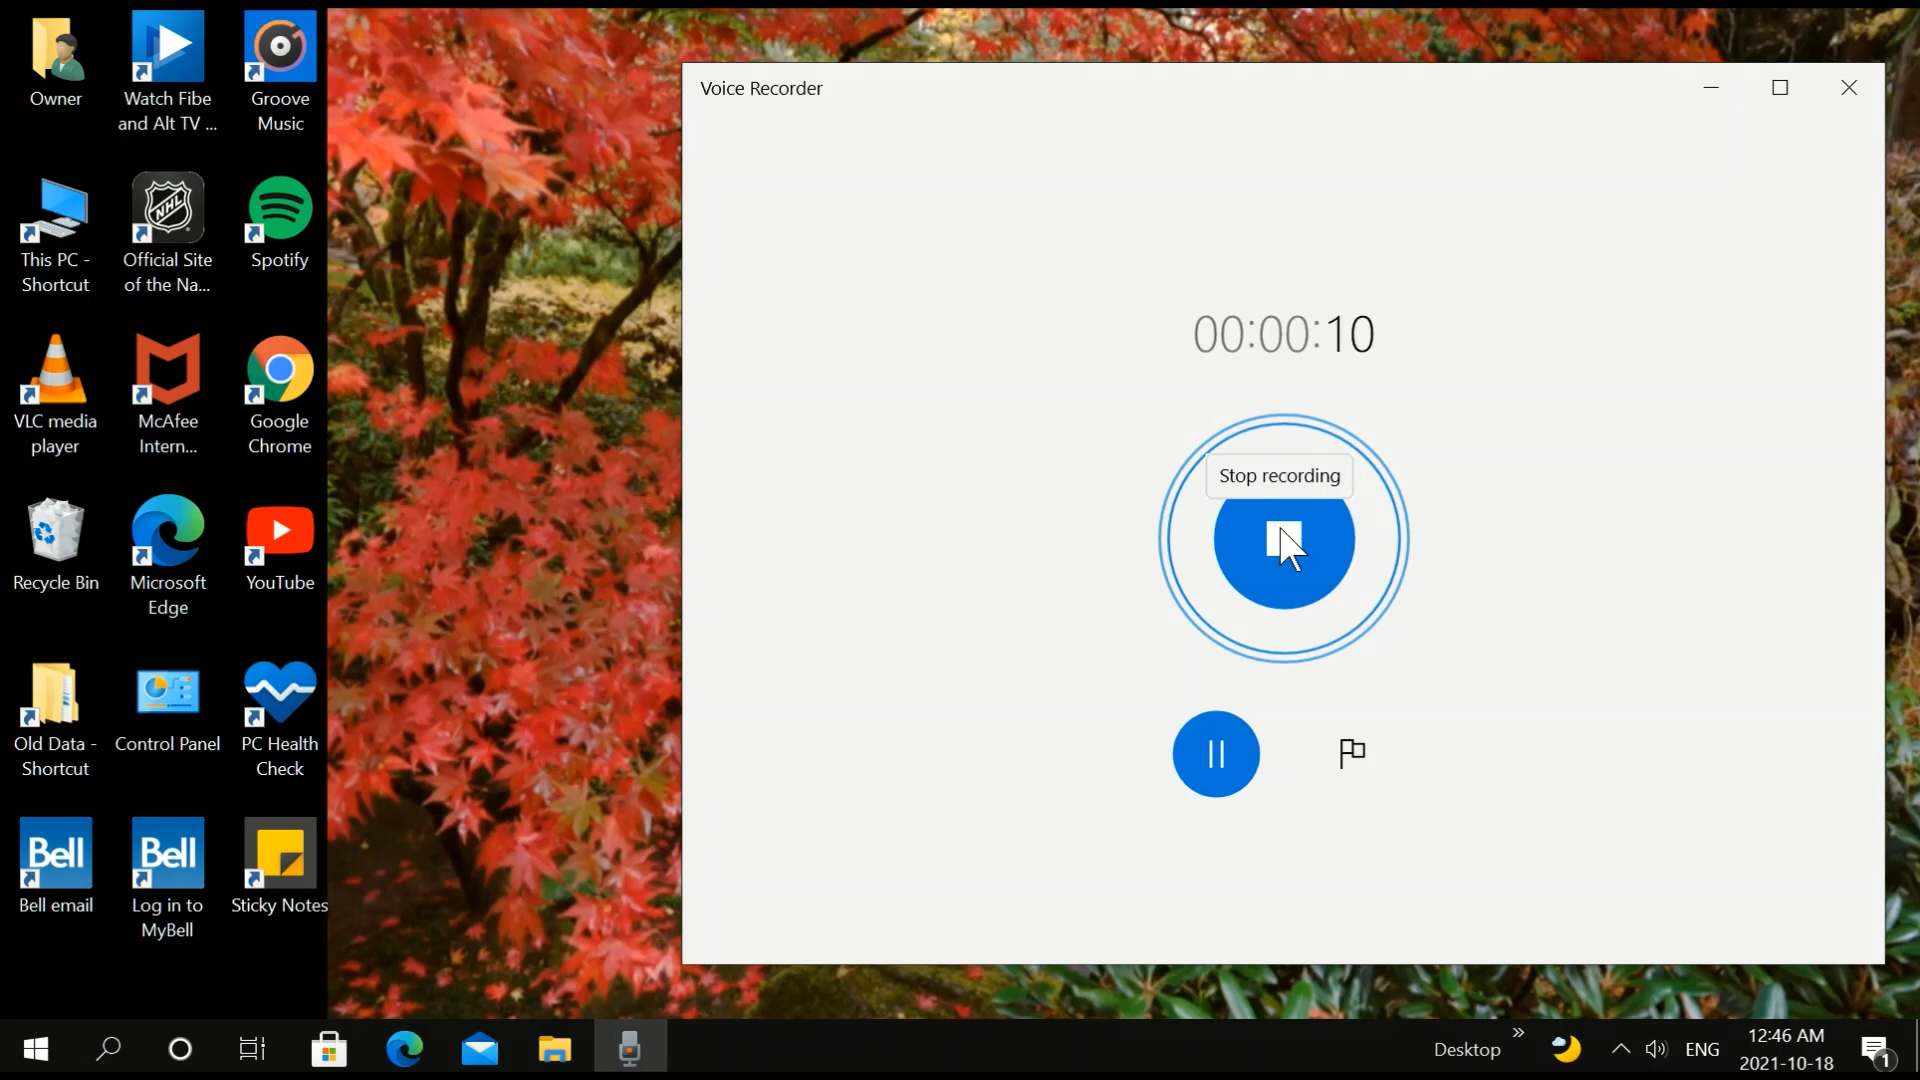 Owner
Watch Fibe
and Alt TV ...
Groove
Music
This PC -
Shortcut
NHL
Official Site
of the Na...
Spotify
VLC media
player
McAfee
Intern...
Google
Chrome
Recycle Bin
Microsoft
Edge
YouTube
Old Data -
Shortcut
Control Panel
PC Health
Check
Bell
Bell email
Bell
Log in to
MyBell
Sticky Notes
Voice Recorder
00:00:10
Stop recording
Desktop
ENG
12:46 AM
2021-10-18
1